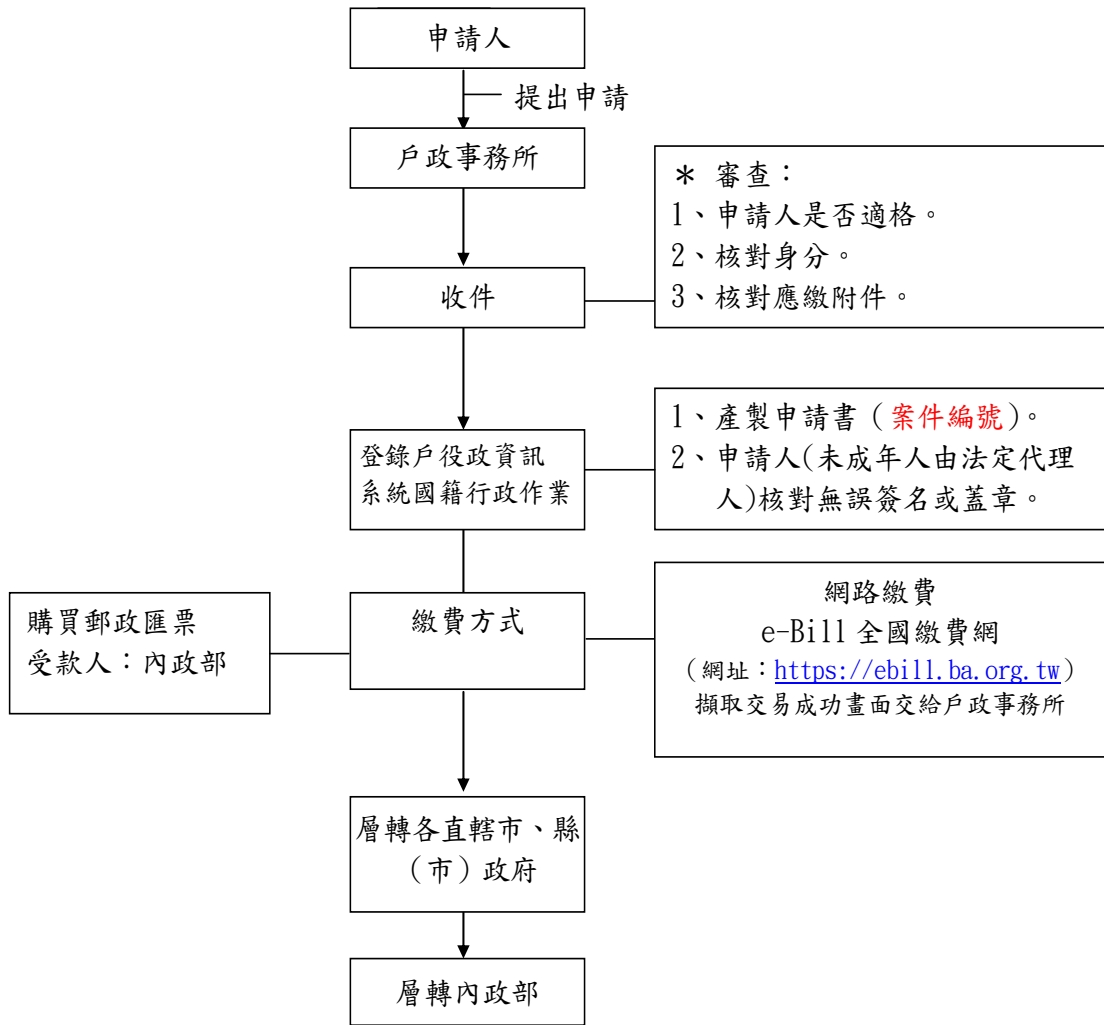 申請人
提出申請
戶政事務所
＊ 審查：
1、申請人是否適格。
2、核對身分。
3、核對應繳附件。
收件
1、產製申請書（案件編號）。
2、申請人(未成年人由法定代理
人)核對無誤簽名或蓋章。
登錄戶役政資訊
系統國籍行政作業
購買郵政匯票
受款人：內政部
繳費方式
網路繳費
e-Bill 全國繳費網
（網址：https://ebill.ba.org.tw）
擷取交易成功畫面交給戶政事務所
層轉各直轄市、縣
（市）政府
層轉內政部